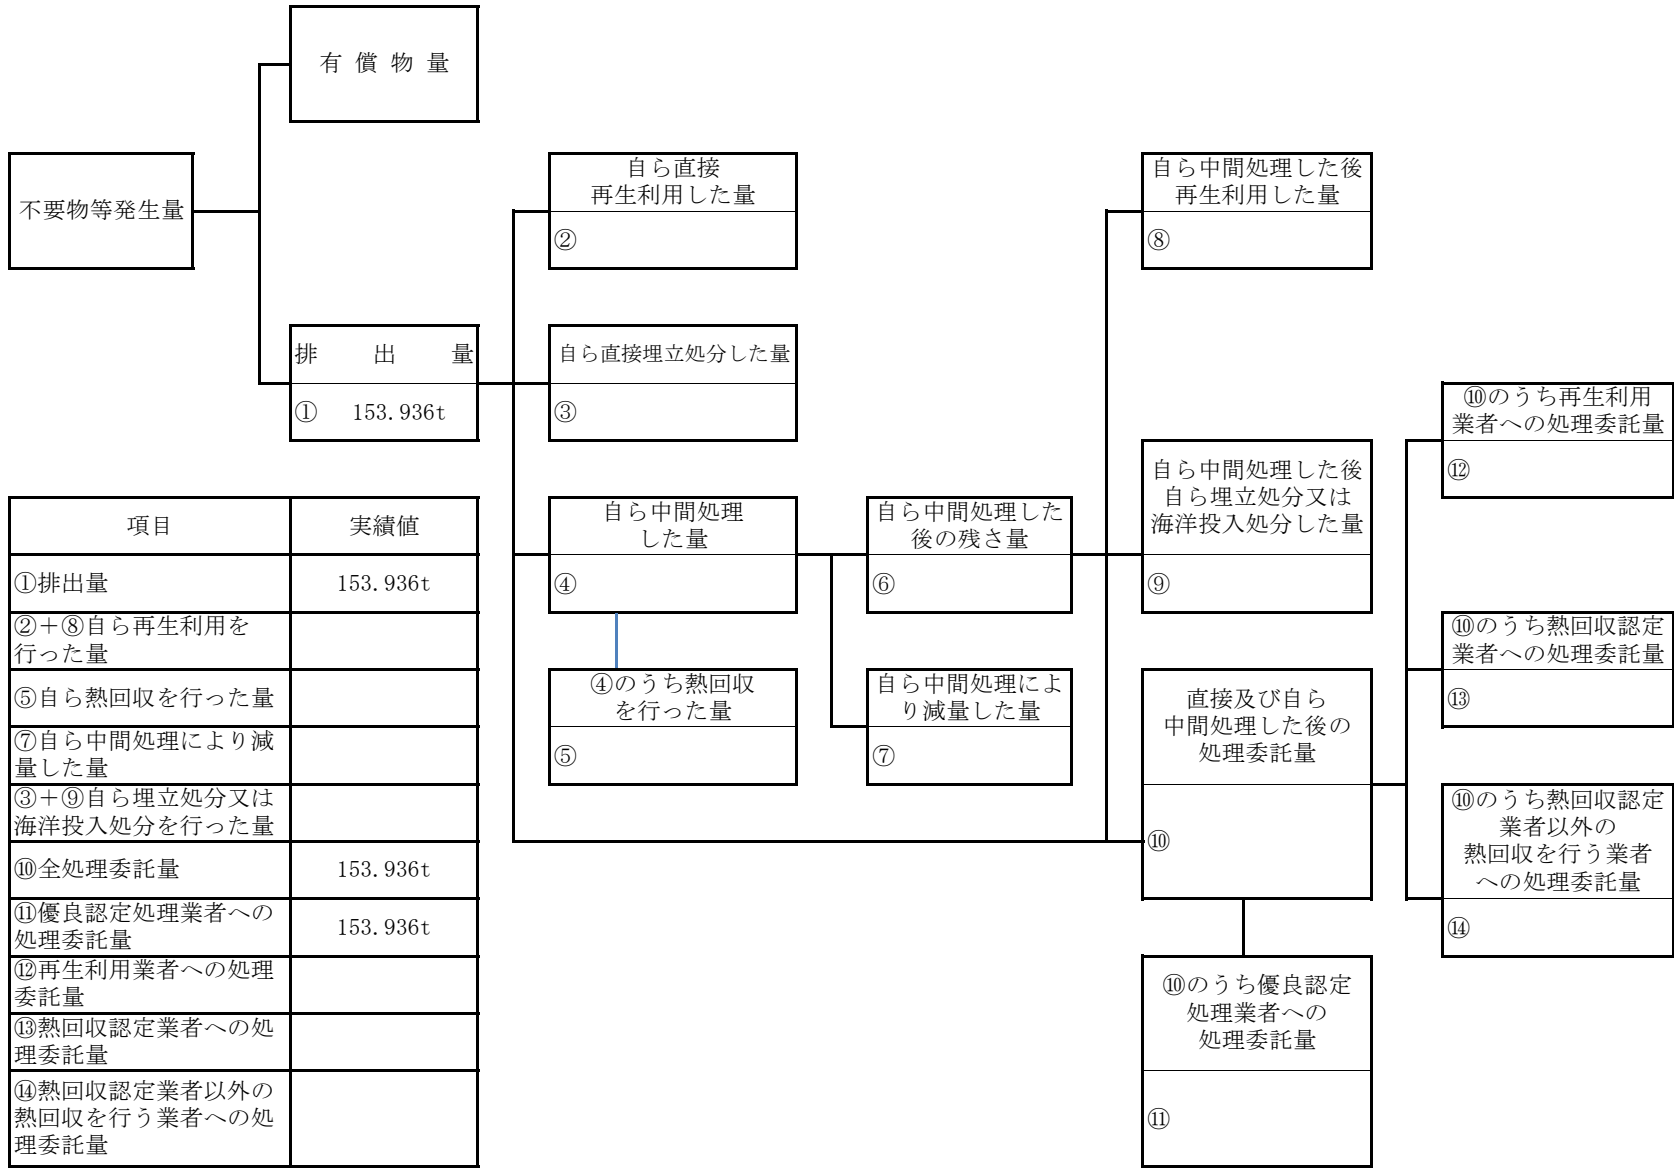 有償物量
不要物等発生量
排出量
① 153.936t
自ら直接
再生利用した量
②
自ら直接埋立処分した量
③
自ら中間処理
した量
④
④のうち熱回収
を行った量
⑤
自ら中間処理した
後の残さ量
⑥
自ら中間処理によ
り減量した量
⑦
自ら中間処理した後
再生利用した量
⑧
自ら中間処理した後
自ら埋立処分又は
海洋投入処分した量
⑨
直接及び自ら
中間処理した後の
処理委託量
⑩
⑩のうち優良認定
処理業者への
処理委託量
⑪
⑩のうち再生利用
業者への処理委託量
⑫
⑩のうち熱回収認定
業者への処理委託量
⑬
⑩のうち熱回収認定
業者以外の
熱回収を行う業者
への処理委託量
⑭
項目 実績値
①排出量 153.936t
②＋⑧自ら再生利用を
行った量
⑤自ら熱回収を行った量
⑦自ら中間処理により減
量した量
③＋⑨自ら埋立処分又は
海洋投入処分を行った量
⑩全処理委託量 153.936t
⑪優良認定処理業者への
処理委託量 153.936t
⑫再生利用業者への処理
委託量
⑬熱回収認定業者への処
理委託量
⑭熱回収認定業者以外の
熱回収を行う業者への処
理委託量